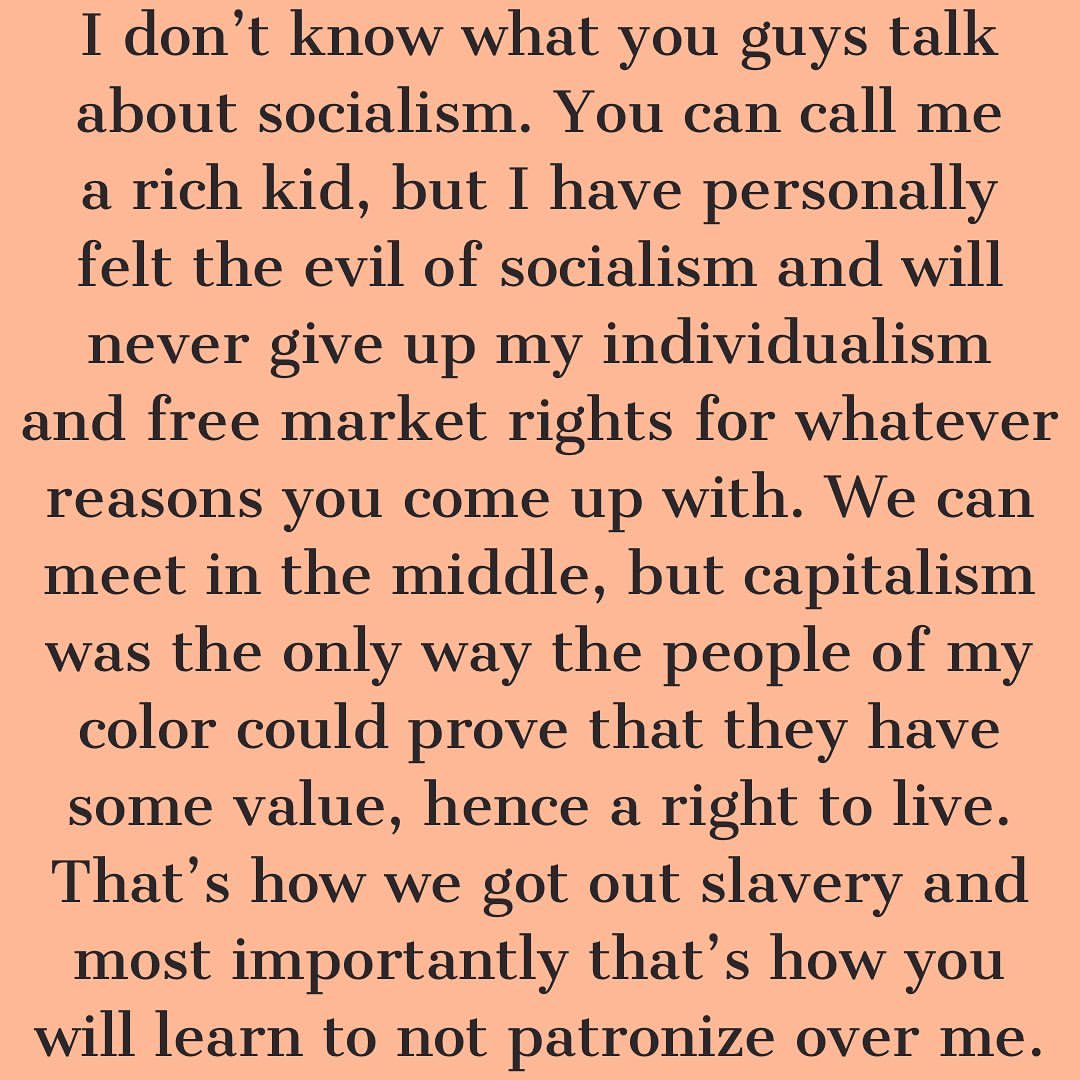 I don’t know what you guys talk
about socialism. You can call me
a rich kid, but I have personally
felt the evil of socialism and will
never give up my individualism
and free market rights for whatever
reasons you come up with. We can
meet in the middle, but capitalism
was the only way the people of my
color could prove that they have
some value, hence a right to live.
That’s how we got out slavery and
most importantly that’s how you
will learn to not patronize over me.